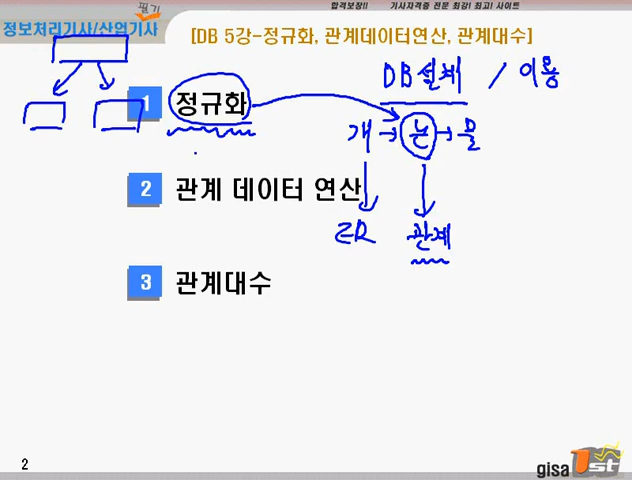 합격보장!! 기사자격증 전문 최강! 최고! 사이트
필기
정보처리기사/산업기사
[DB 5강-정규화, 관계데이터연산, 관계대수]
DB설계 / 이용
1 정규화
개→논→물
2 관계 데이터 연산
ER 관계
3 관계대수
2
gisa 1st